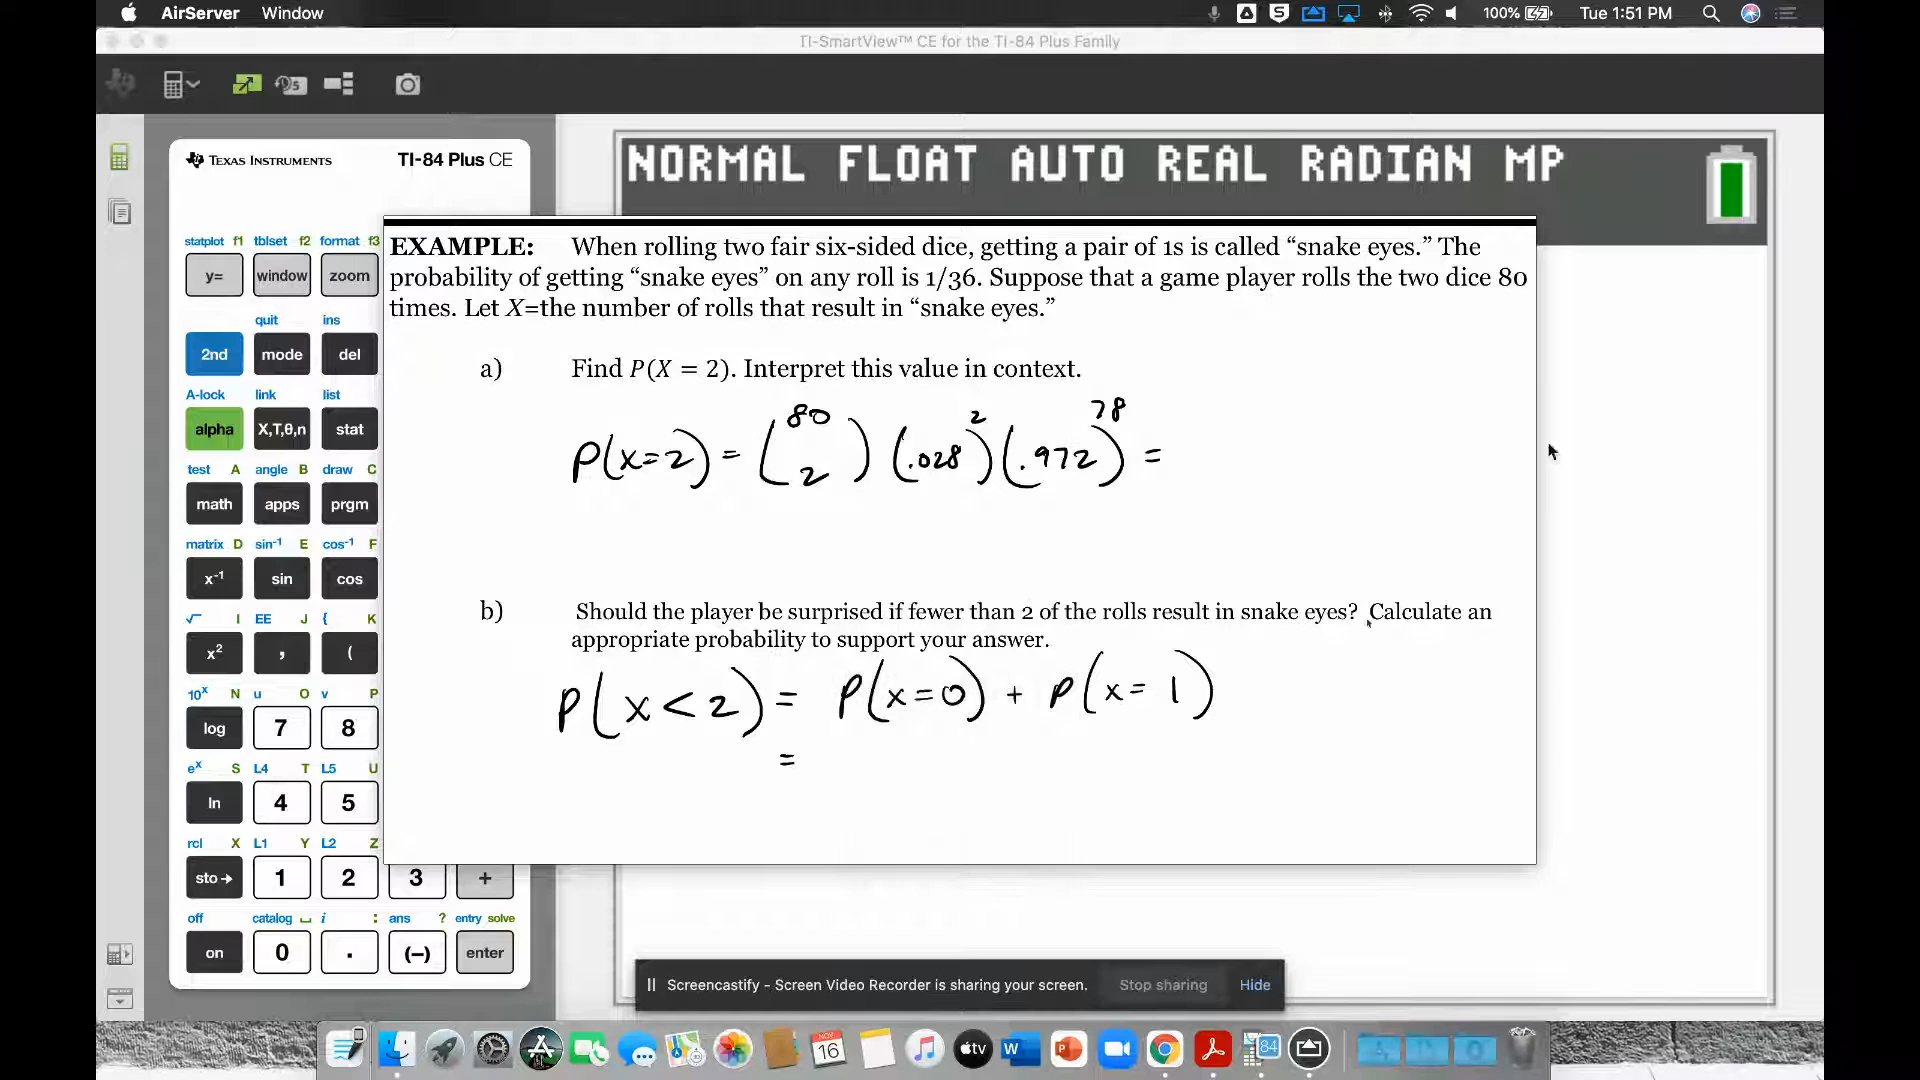 AirServer Window 100% Tue 1:51 PM
TI-SmartView™ CE for the TI-84 Plus Family
TEXAS INSTRUMENTS TI-84 Plus CE
NORMAL FLOAT AUTO REAL RADIAN MP
statplot f1 tblset f2 format f3
y= window zoom
quit ins
2nd mode del
A-lock link list
alpha X,T,θ,n stat
test A angle B draw C
math apps prgm
matrix D sin⁻¹ E cos⁻¹ F
x⁻¹ sin cos
√ I EE J { K
x² , (
10ˣ N u O v P
log 7 8
eˣ S L4 T L5 U
ln 4 5
rcl X L1 Y L2 Z
sto→ 1 2 3 +
off catalog ⎵ i : ans ? entry solve
on 0 . (−) enter
EXAMPLE: When rolling two fair six-sided dice, getting a pair of 1s is called “snake eyes.” The
probability of getting “snake eyes” on any roll is 1/36. Suppose that a game player rolls the two dice 80
times. Let X=the number of rolls that result in “snake eyes.”
a) Find P(X = 2). Interpret this value in context.
P(x=2) = (80 2) (.028)² (.972)⁷⁸ =
b) Should the player be surprised if fewer than 2 of the rolls result in snake eyes? Calculate an
appropriate probability to support your answer.
P(x<2) = P(x=0) + P(x=1)
=
Screencastify - Screen Video Recorder is sharing your screen. Stop sharing Hide
NOV
16
tv
W
P
84